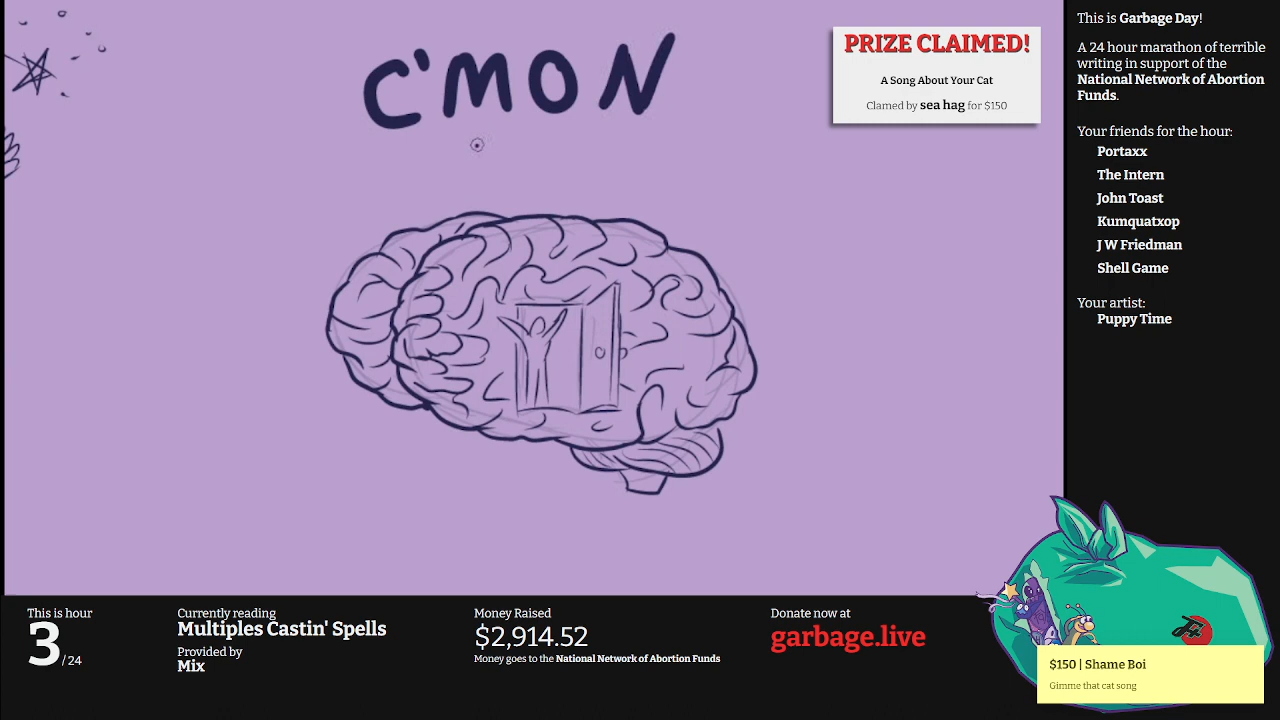 C'MON
PRIZE CLAIMED!
A Song About Your Cat
Clamed by sea hag for $150
This is Garbage Day!
A 24 hour marathon of terrible
writing in support of the
National Network of Abortion
Funds.
Your friends for the hour:
Portaxx
The Intern
John Toast
Kumquatxop
J W Friedman
Shell Game
Your artist:
Puppy Time
This is hour
3/24
Currently reading
Multiples Castin' Spells
Provided by
Mix
Money Raised
$2,914.52
Money goes to the National Network of Abortion Funds
Donate now at
garbage.live
$150 | Shame Boi
Gimme that cat song